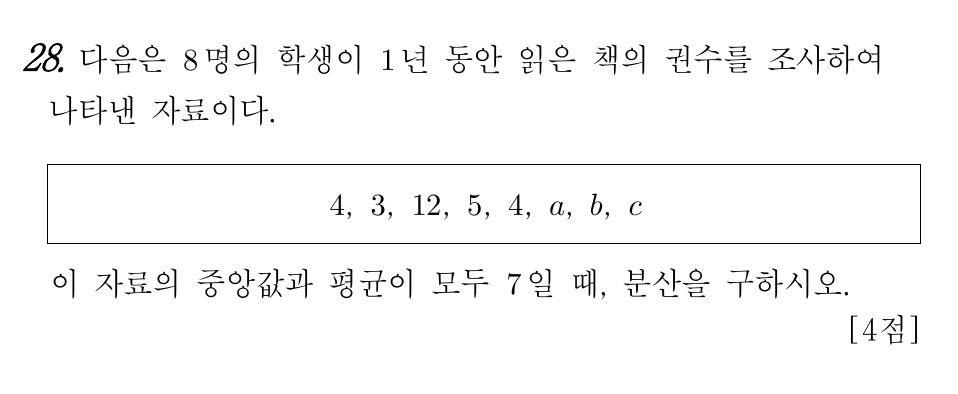 28. 다음은 8명의 학생이 1년 동안 읽은 책의 권수를 조사하여
나타낸 자료이다.
4, 3, 12, 5, 4, a, b, c
이 자료의 중앙값과 평균이 모두 7일 때, 분산을 구하시오.
[4점]